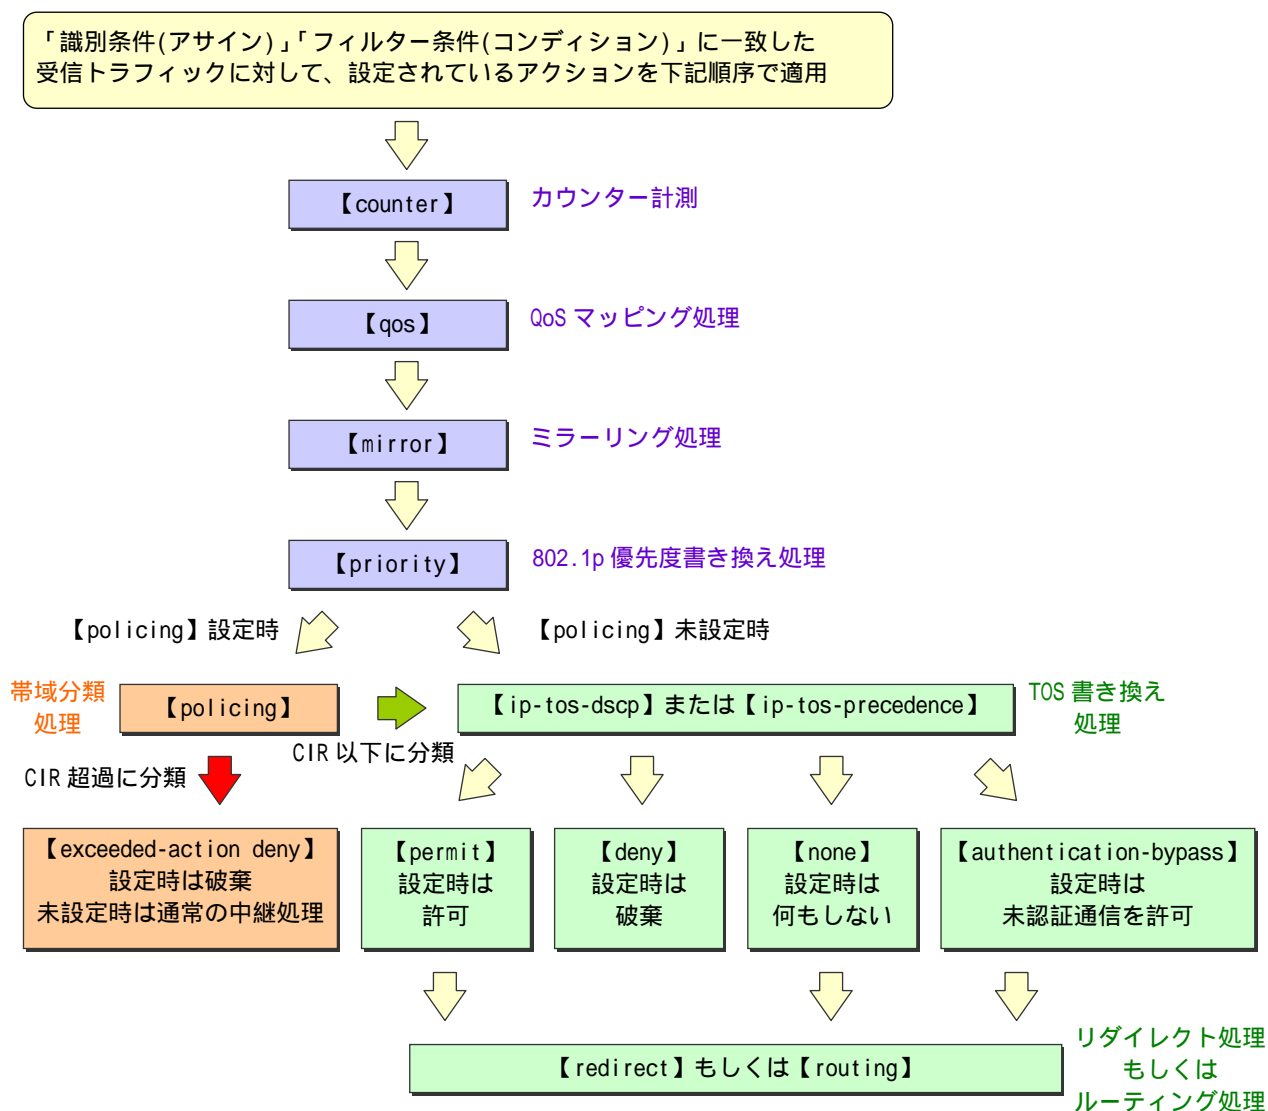 「識別条件(アサイン)」「フィルター条件(コンディション)」に一致した
受信トラフィックに対して、設定されているアクションを下記順序で適用
【counter】
カウンター計測
【qos】
QoS マッピング処理
【mirror】
ミラーリング処理
【priority】
802.1p 優先度書き換え処理
【policing】設定時
【policing】未設定時
帯域分類
処理
【policing】
CIR 以下に分類
【ip-tos-dscp】または【ip-tos-precedence】
TOS 書き換え
処理
CIR 超過に分類
【exceeded-action deny】
設定時は破棄
未設定時は通常の中継処理
【permit】
設定時は
許可
【deny】
設定時は
破棄
【none】
設定時は
何もしない
【authentication-bypass】
設定時は
未認証通信を許可
【redirect】もしくは【routing】
リダイレクト処理
もしくは
ルーティング処理